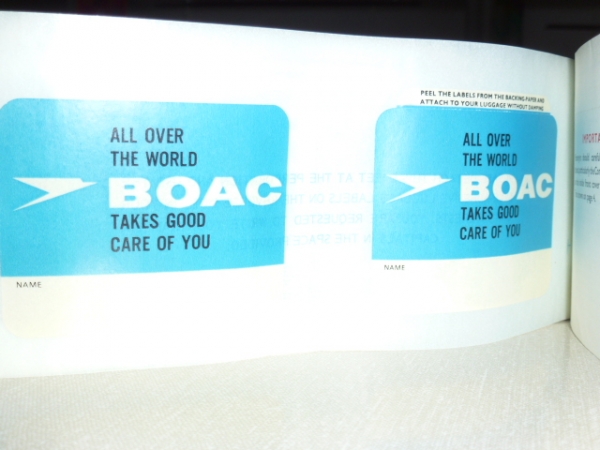 ALL OVER
THE WORLD
BOAC
TAKES GOOD
CARE OF YOU
NAME
PEEL THE LABELS FROM THE BACKING PAPER AND
ATTACH TO YOUR LUGGAGE WITHOUT DAMPING
ALL OVER
THE WORLD
BOAC
TAKES GOOD
CARE OF YOU
NAME
IMPORTA